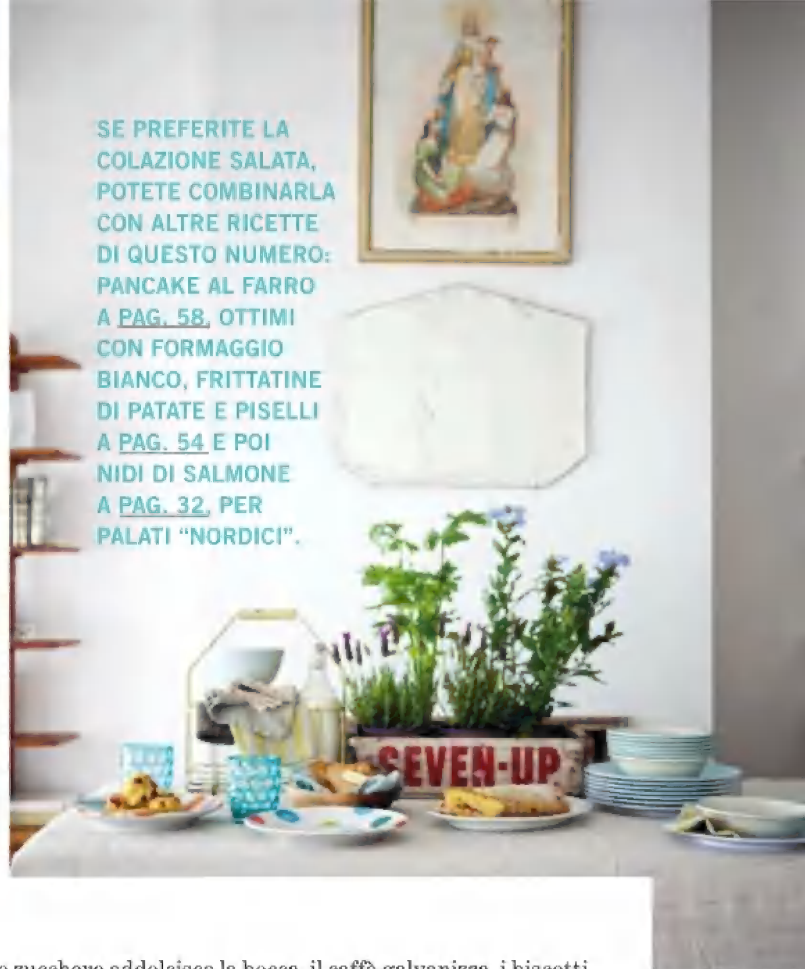 SE PREFERITE LA
COLAZIONE SALATA,
POTETE COMBINARLA
CON ALTRE RICETTE
DI QUESTO NUMERO:
PANCAKE AL FARRO
A PAG. 58, OTTIMI
CON FORMAGGIO
BIANCO, FRITTATINE
DI PATATE E PISELLI
A PAG. 54 E POI
NIDI DI SALMONE
A PAG. 32, PER
PALATI “NORDICI”.
SEVEN-UP
zucchero addolcisce la bocca, il caffè galvanizza, i biscotti